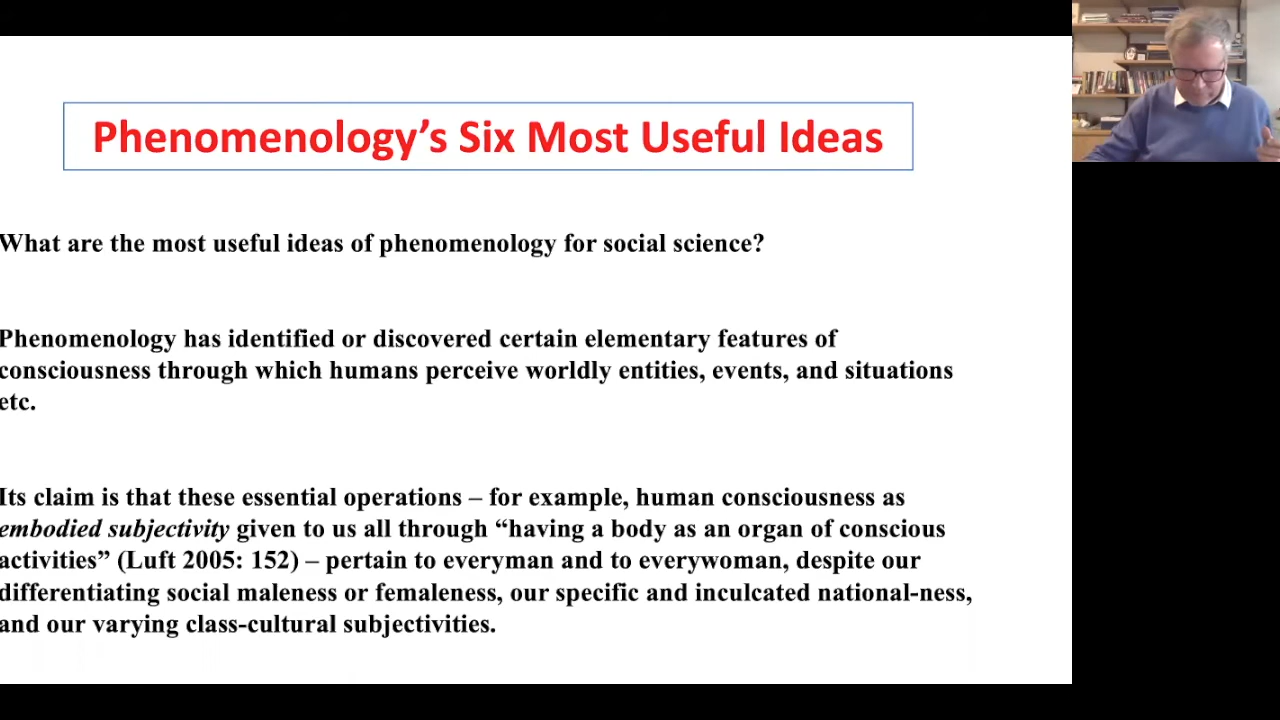 Phenomenology’s Six Most Useful Ideas
What are the most useful ideas of phenomenology for social science?
Phenomenology has identified or discovered certain elementary features of
consciousness through which humans perceive worldly entities, events, and situations
etc.
Its claim is that these essential operations – for example, human consciousness as
embodied subjectivity given to us all through “having a body as an organ of conscious
activities” (Luft 2005: 152) – pertain to everyman and to everywoman, despite our
differentiating social maleness or femaleness, our specific and inculcated national-ness,
and our varying class-cultural subjectivities.